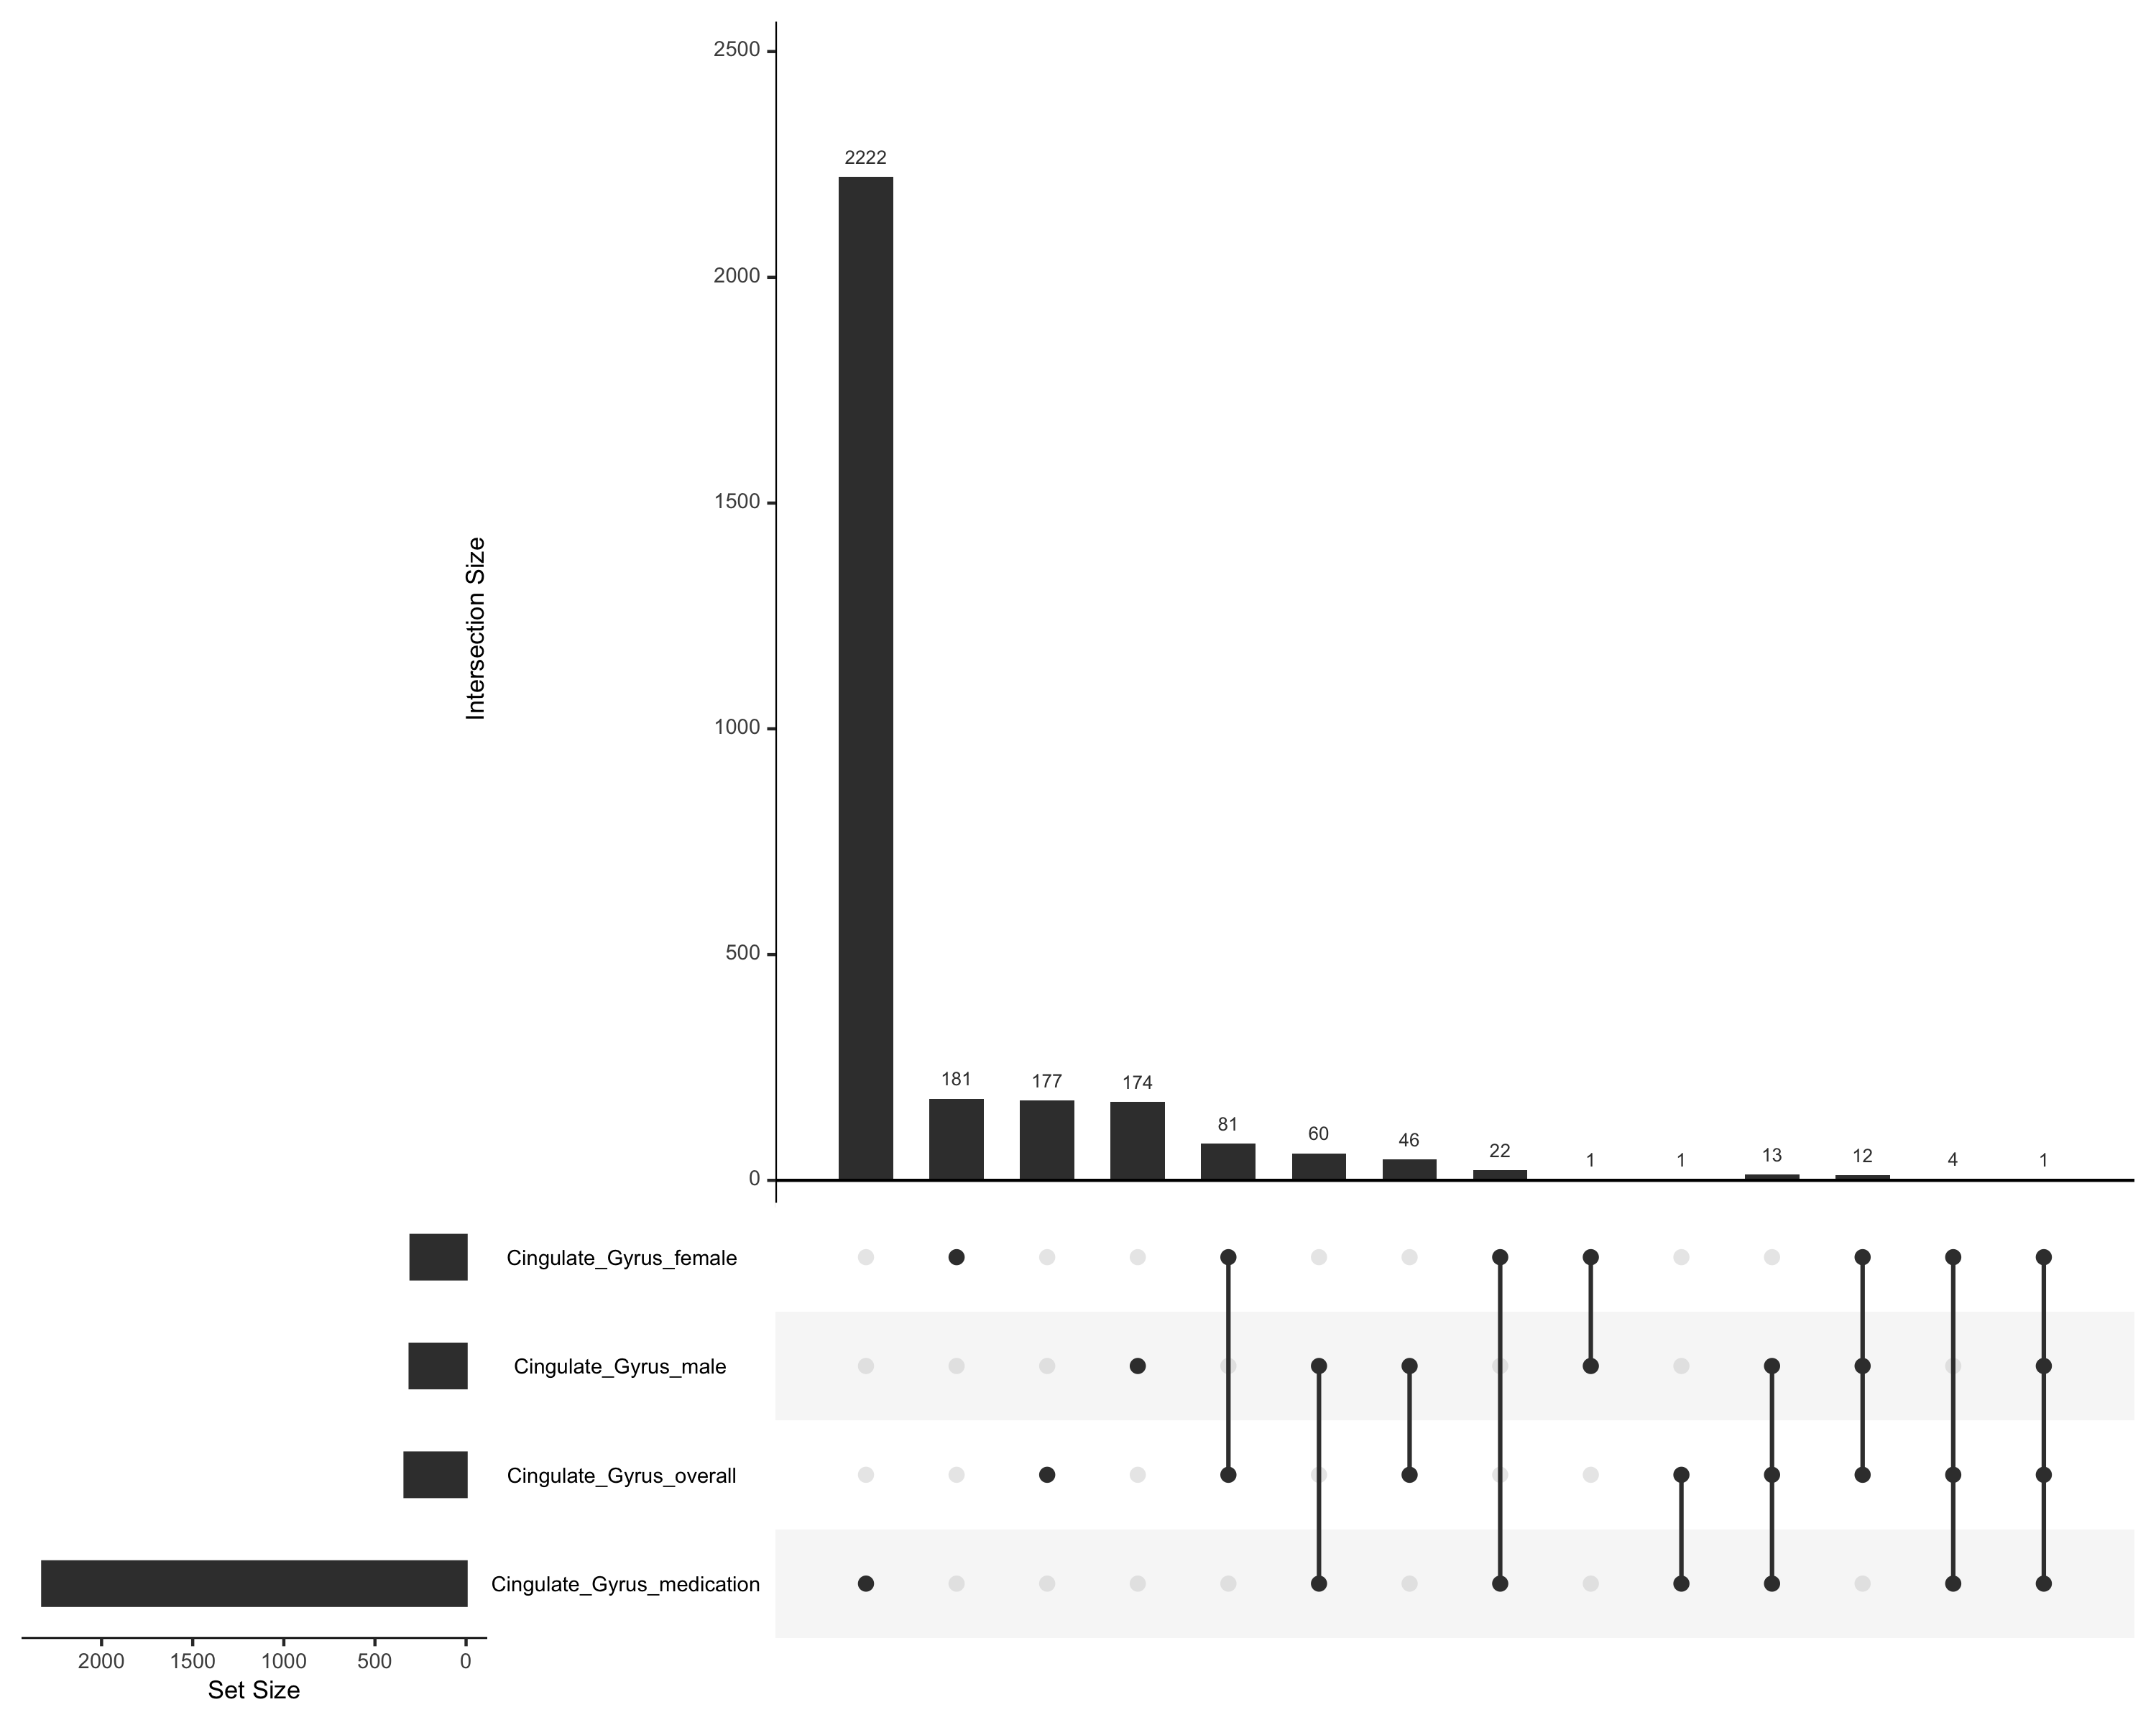 Intersection Size
2500
2000
1500
1000
500
0
2222
181
177
174
81
60
46
22
1
1
13
12
4
1
Cingulate_Gyrus_female
Cingulate_Gyrus_male
Cingulate_Gyrus_overall
Cingulate_Gyrus_medication
2000 1500 1000 500 0
Set Size